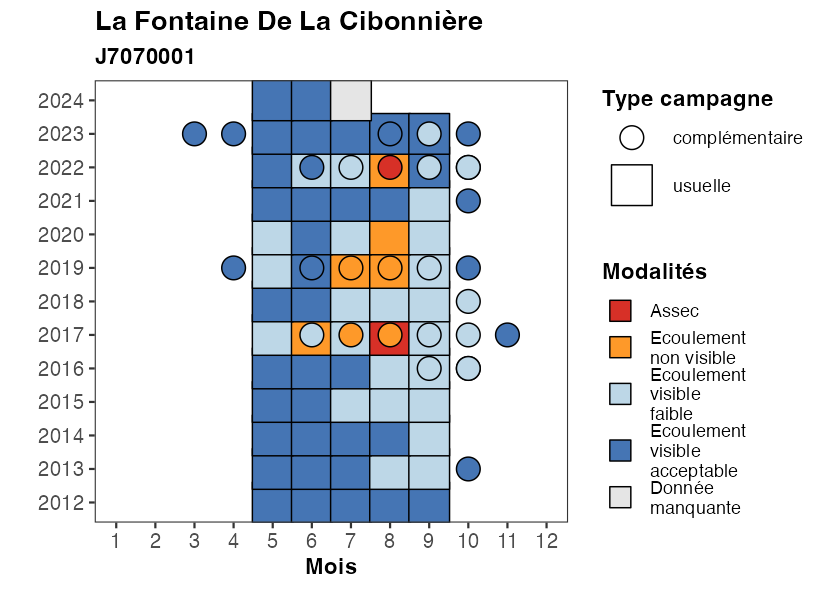 La Fontaine De La Cibonnière
J7070001
2024
2023
2022
2021
2020
2019
2018
2017
2016
2015
2014
2013
2012
1 2 3 4 5 6 7 8 9 10 11 12
Mois
Type campagne
complémentaire
usuelle
Modalités
Assec
Ecoulement
non visible
Ecoulement
visible
faible
Ecoulement
visible
acceptable
Donnée
manquante